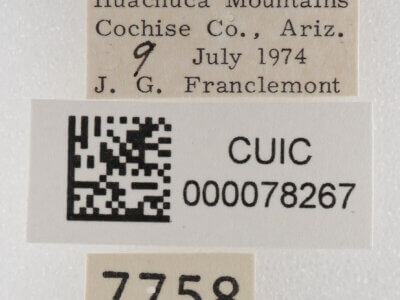 Huachuca Mountains
Cochise Co., Ariz.
9 July 1974
J. G. Franclemont
CUIC
000078267
7758